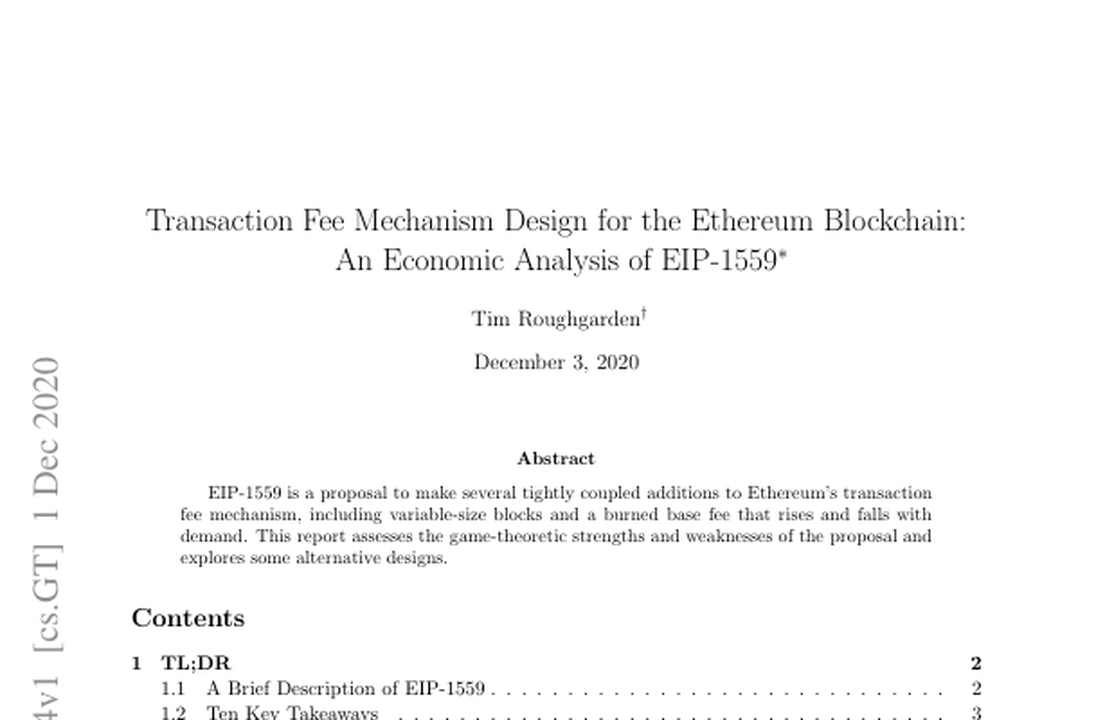 Transaction Fee Mechanism Design for the Ethereum Blockchain:
An Economic Analysis of EIP-1559*
Tim Roughgarden†
December 3, 2020
Abstract
EIP-1559 is a proposal to make several tightly coupled additions to Ethereum's transaction
fee mechanism, including variable-size blocks and a burned base fee that rises and falls with
demand. This report assesses the game-theoretic strengths and weaknesses of the proposal and
explores some alternative designs.
Contents
1 TL;DR 2
1.1 A Brief Description of EIP-1559 . . . . . . . . . . . . . . . . . . . . . . . . 2
1.2 Ten Key Takeaways . . . . . . . . . . . . . . . . . . . . . . . . . . . . . 3
4v1 [cs.GT] 1 Dec 2020